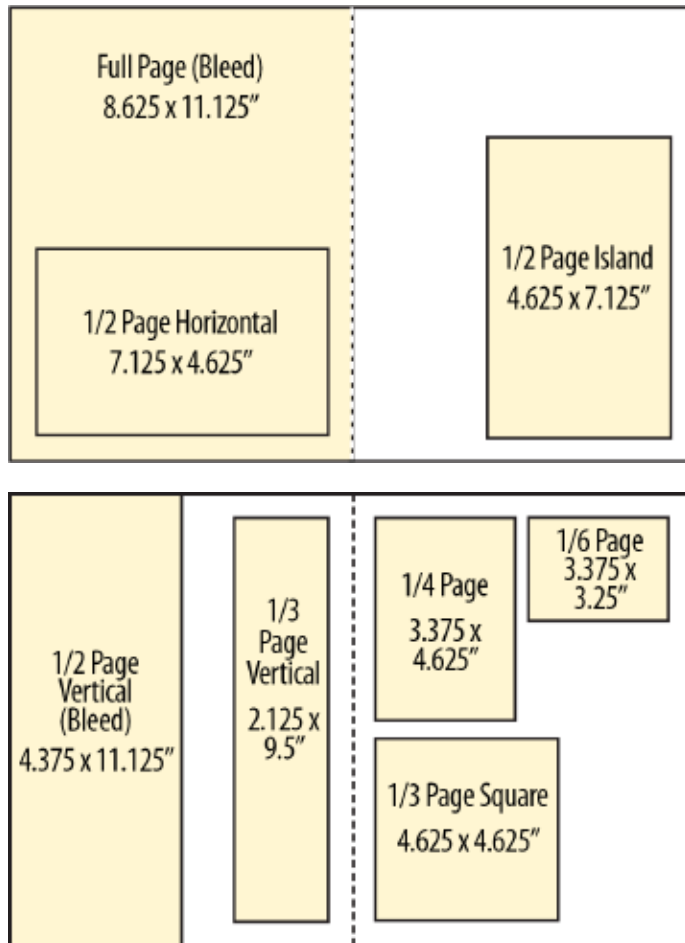 Full Page (Bleed)
8.625 x 11.125”
1/2 Page Horizontal
7.125 x 4.625”
1/2 Page Island
4.625 x 7.125”
1/2 Page
Vertical
(Bleed)
4.375 x 11.125”
1/3
Page
Vertical
2.125 x
9.5”
1/4 Page
3.375 x
4.625”
1/6 Page
3.375 x
3.25”
1/3 Page Square
4.625 x 4.625”